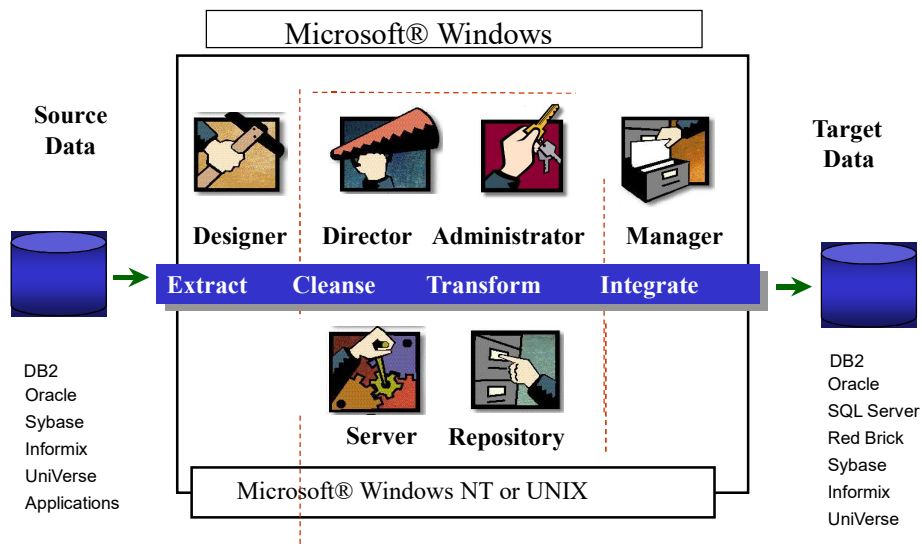 Microsoft® Windows
Source
Data
Target
Data
Designer
Director
Administrator
Manager
Extract
Cleanse
Transform
Integrate
DB2
Oracle
Sybase
Informix
UniVerse
Applications
Server
Repository
DB2
Oracle
SQL Server
Red Brick
Sybase
Informix
UniVerse
Microsoft® Windows NT or UNIX